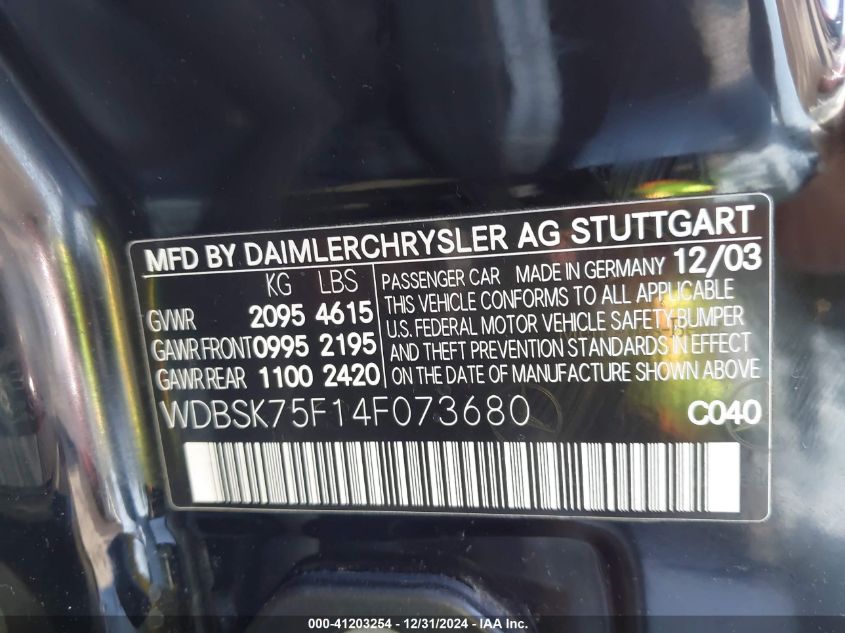 MFD BY DAIMLERCHRYSLER AG STUTTGART
KG LBS
GVWR 2095 4615
GAWR FRONT 0995 2195
GAWR REAR 1100 2420
PASSENGER CAR MADE IN GERMANY 12/03
THIS VEHICLE CONFORMS TO ALL APPLICABLE
U.S. FEDERAL MOTOR VEHICLE SAFETY, BUMPER
AND THEFT PREVENTION STANDARDS IN EFFECT
ON THE DATE OF MANUFACTURE SHOWN ABOVE
WDBSK75F14F073680 C040
000-41203254 - 12/31/2024 - IAA Inc.